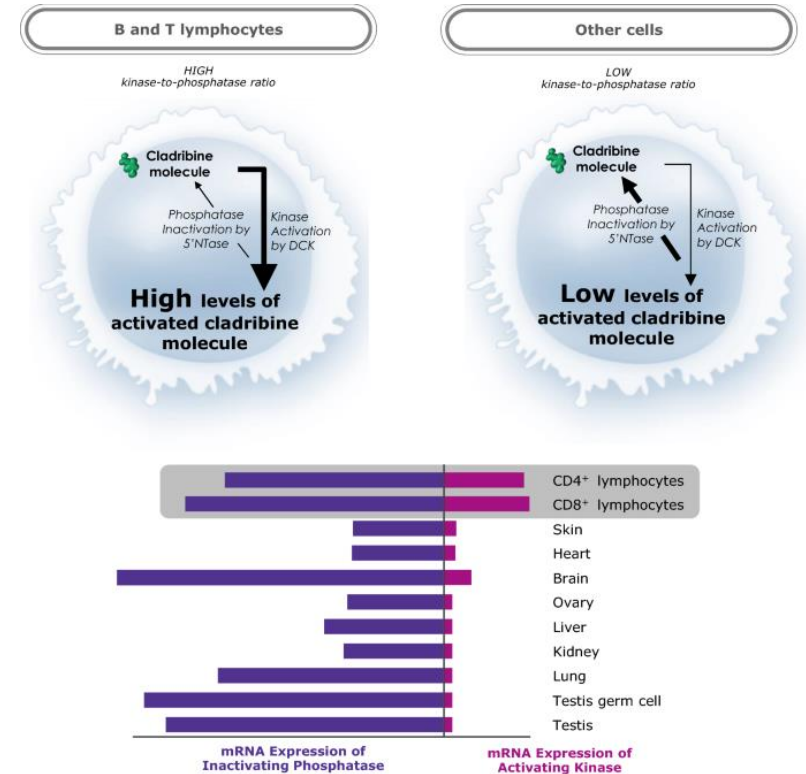 B and T lymphocytes
HIGH
kinase-to-phosphatase ratio
Cladribine
molecule
Phosphatase
Inactivation by
5'NTase
Kinase
Activation
by DCK
High levels of
activated cladribine
molecule
Other cells
LOW
kinase-to-phosphatase ratio
Cladribine
molecule
Phosphatase
Inactivation by
5'NTase
Kinase
Activation
by DCK
Low levels of
activated cladribine
molecule
CD4⁺ lymphocytes
CD8⁺ lymphocytes
Skin
Heart
Brain
Ovary
Liver
Kidney
Lung
Testis germ cell
Testis
mRNA Expression of
Inactivating Phosphatase
mRNA Expression of
Activating Kinase